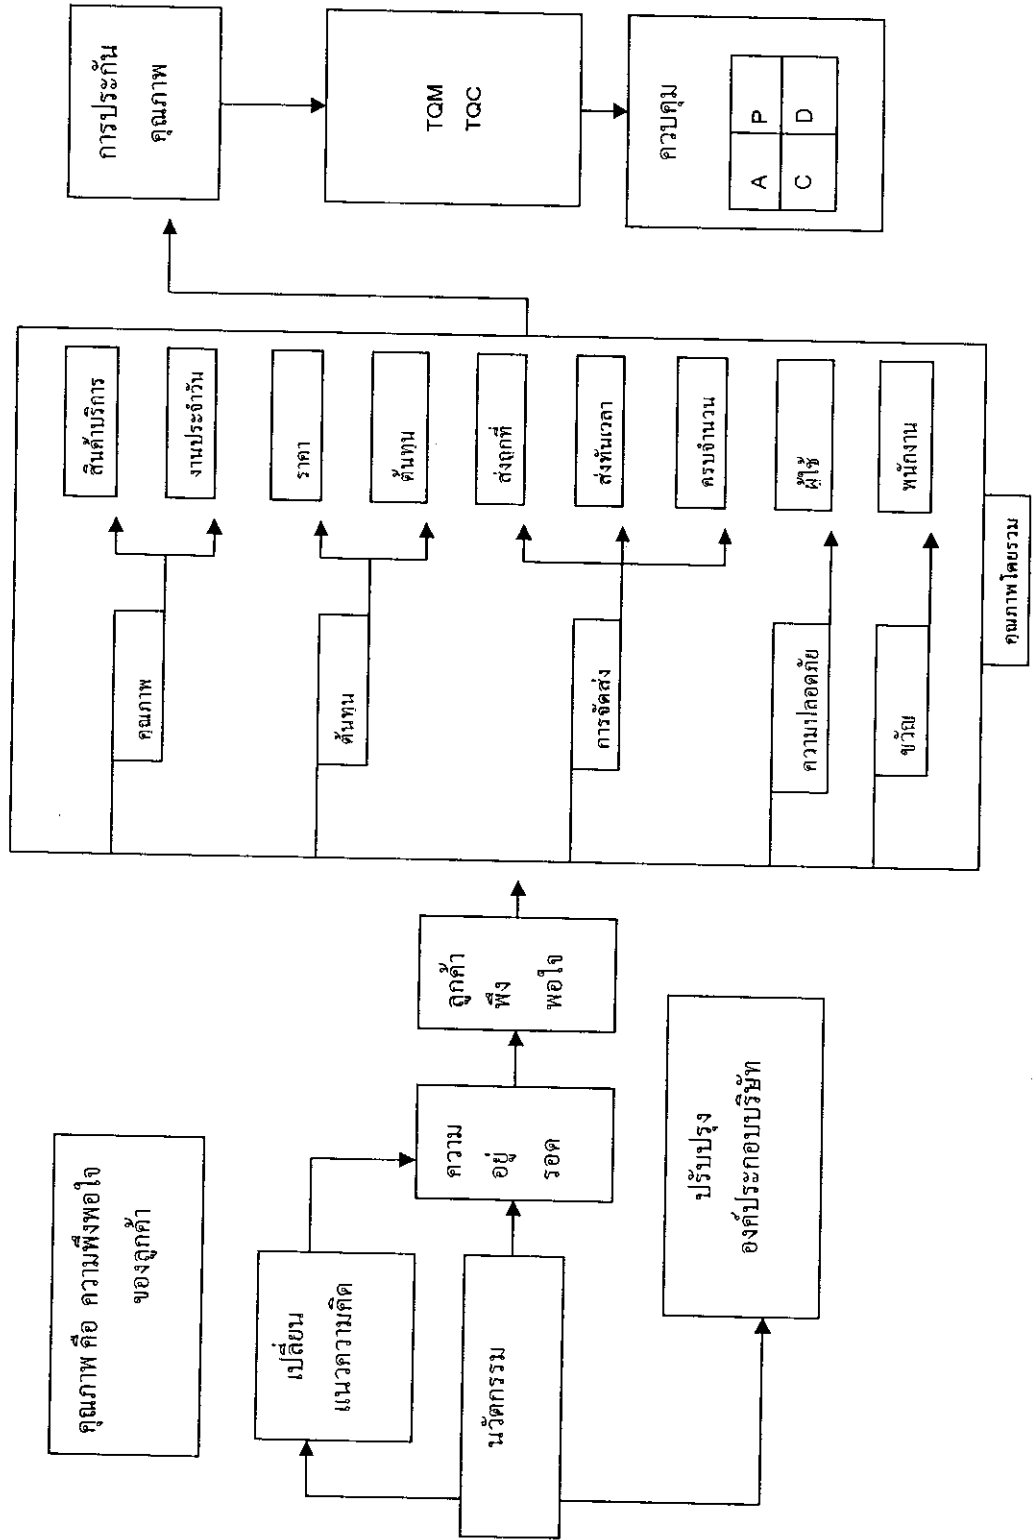 คุณภาพ คือ ความพึงพอใจ
ของลูกค้า
เปลี่ยน
แนวความคิด
นวัตกรรม
ความ
อยู่
รอด
ปรับปรุง
องค์ประกอบบริษัท
ลูกค้า
พึง
พอใจ
คุณภาพ
สินค้าบริการ
งานประจำวัน
ต้นทุน
ราคา
ต้นทุน
การจัดส่ง
ส่งถูกที่
ส่งทันเวลา
ครบจำนวน
ความปลอดภัย
ผู้ใช้
ขวัญ
พนักงาน
คุณภาพโดยรวม
การประกัน
คุณภาพ
TQM
TQC
ควบคุม
A P
C D